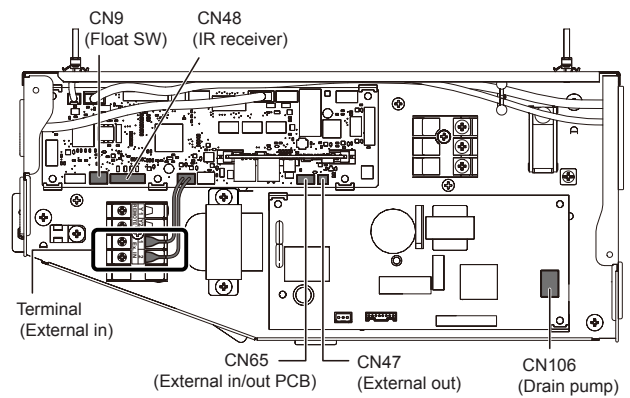 CN9
(Float SW)
CN48
(IR receiver)
Terminal
(External in)
CN65
(External in/out PCB)
CN47
(External out)
CN106
(Drain pump)